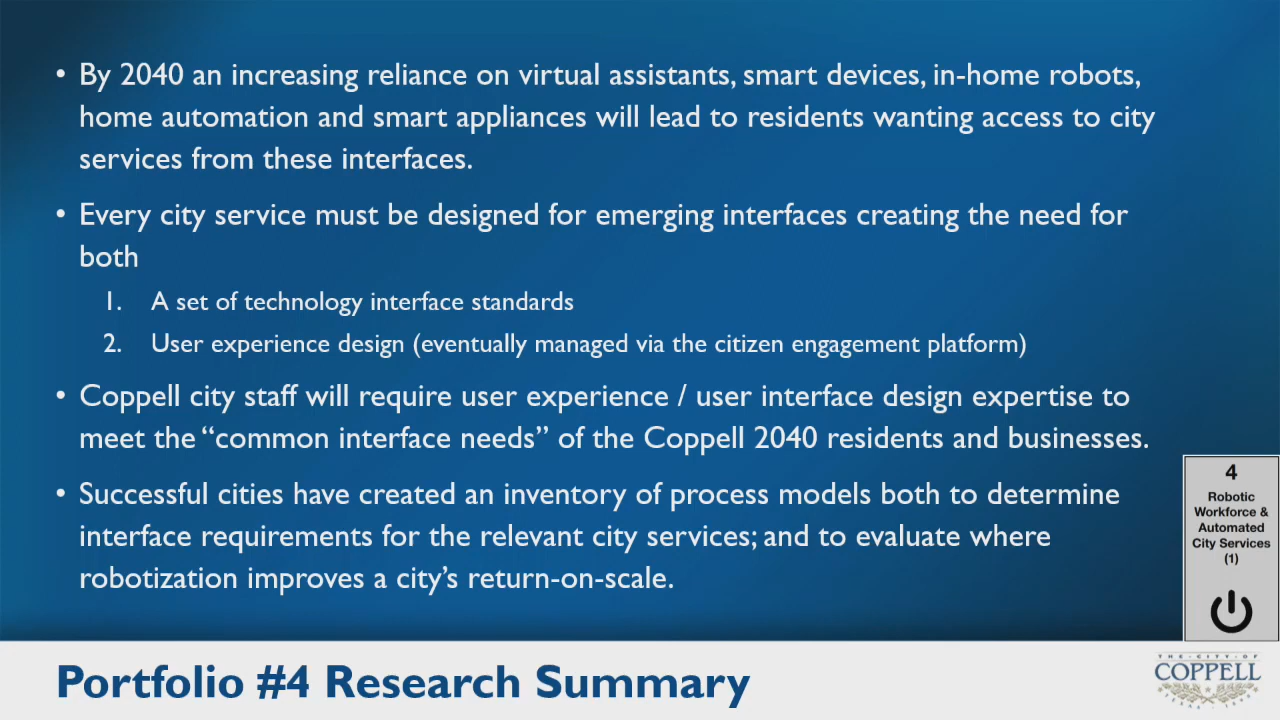 • By 2040 an increasing reliance on virtual assistants, smart devices, in-home robots,
home automation and smart appliances will lead to residents wanting access to city
services from these interfaces.
• Every city service must be designed for emerging interfaces creating the need for
both
1. A set of technology interface standards
2. User experience design (eventually managed via the citizen engagement platform)
• Coppell city staff will require user experience / user interface design expertise to
meet the “common interface needs” of the Coppell 2040 residents and businesses.
• Successful cities have created an inventory of process models both to determine
interface requirements for the relevant city services; and to evaluate where
robotization improves a city’s return-on-scale.
4
Robotic
Workforce &
Automated
City Services
(1)
Portfolio #4 Research Summary
THE·CITY·OF
COPPELL